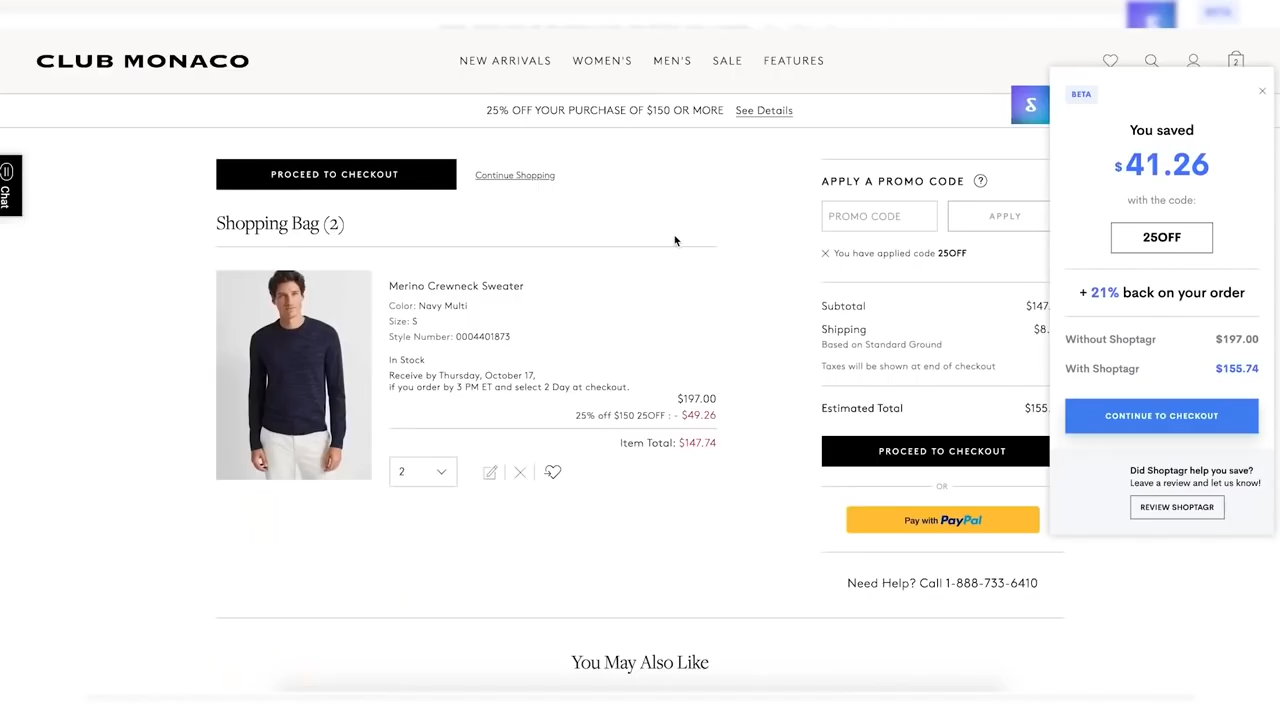 BETA
CLUB MONACO
NEW ARRIVALS WOMEN'S MEN'S SALE FEATURES
2
25% OFF YOUR PURCHASE OF $150 OR MORE See Details
Chat
PROCEED TO CHECKOUT
Continue Shopping
Shopping Bag (2)
Merino Crewneck Sweater
Color: Navy Multi
Size: S
Style Number: 0004401873
In Stock
Receive by Thursday, October 17,
if you order by 3 PM ET and select 2 Day at checkout.
$197.00
25% off $150 25OFF : - $49.26
Item Total: $147.74
2
APPLY A PROMO CODE ?
PROMO CODE
APPLY
You have applied code 25OFF
Subtotal $147.
Shipping $8.
Based on Standard Ground
Taxes will be shown at end of checkout
Estimated Total $155.
PROCEED TO CHECKOUT
OR
Pay with PayPal
Need Help? Call 1-888-733-6410
BETA
You saved
$41.26
with the code:
25OFF
+ 21% back on your order
Without Shoptagr $197.00
With Shoptagr $155.74
CONTINUE TO CHECKOUT
Did Shoptagr help you save?
Leave a review and let us know!
REVIEW SHOPTAGR
You May Also Like